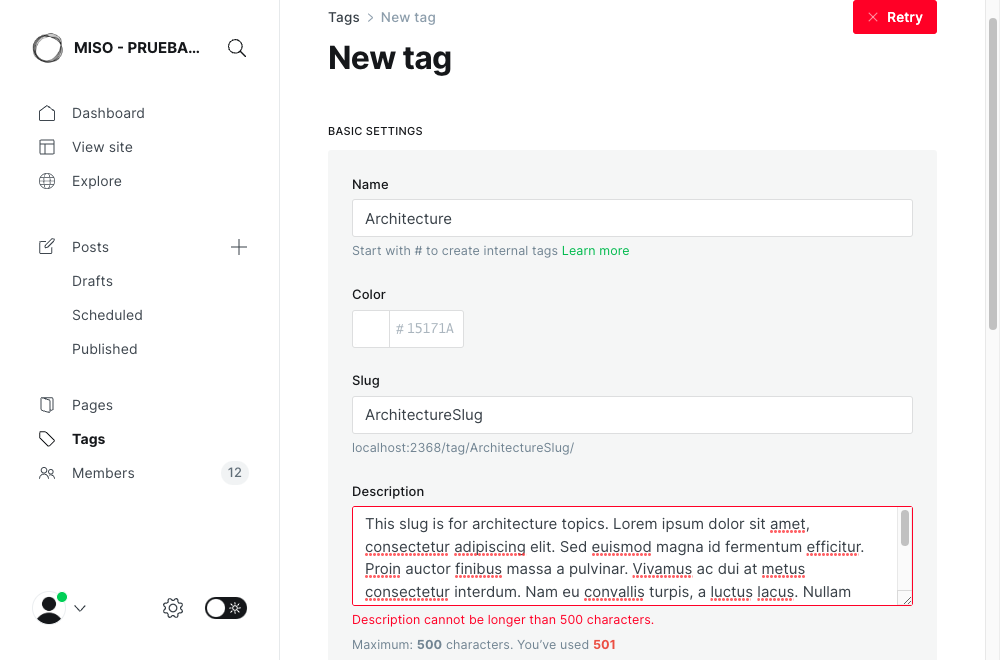 MISO - PRUEBA...
Dashboard
View site
Explore
Posts
Drafts
Scheduled
Published
Pages
Tags
Members 12
Tags > New tag
Retry
New tag
BASIC SETTINGS
Name
Architecture
Start with # to create internal tags Learn more
Color
# 15171A
Slug
ArchitectureSlug
localhost:2368/tag/ArchitectureSlug/
Description
This slug is for architecture topics. Lorem ipsum dolor sit amet,
consectetur adipiscing elit. Sed euismod magna id fermentum efficitur.
Proin auctor finibus massa a pulvinar. Vivamus ac dui at metus
consectetur interdum. Nam eu convallis turpis, a luctus lacus. Nullam
Description cannot be longer than 500 characters.
Maximum: 500 characters. You’ve used 501